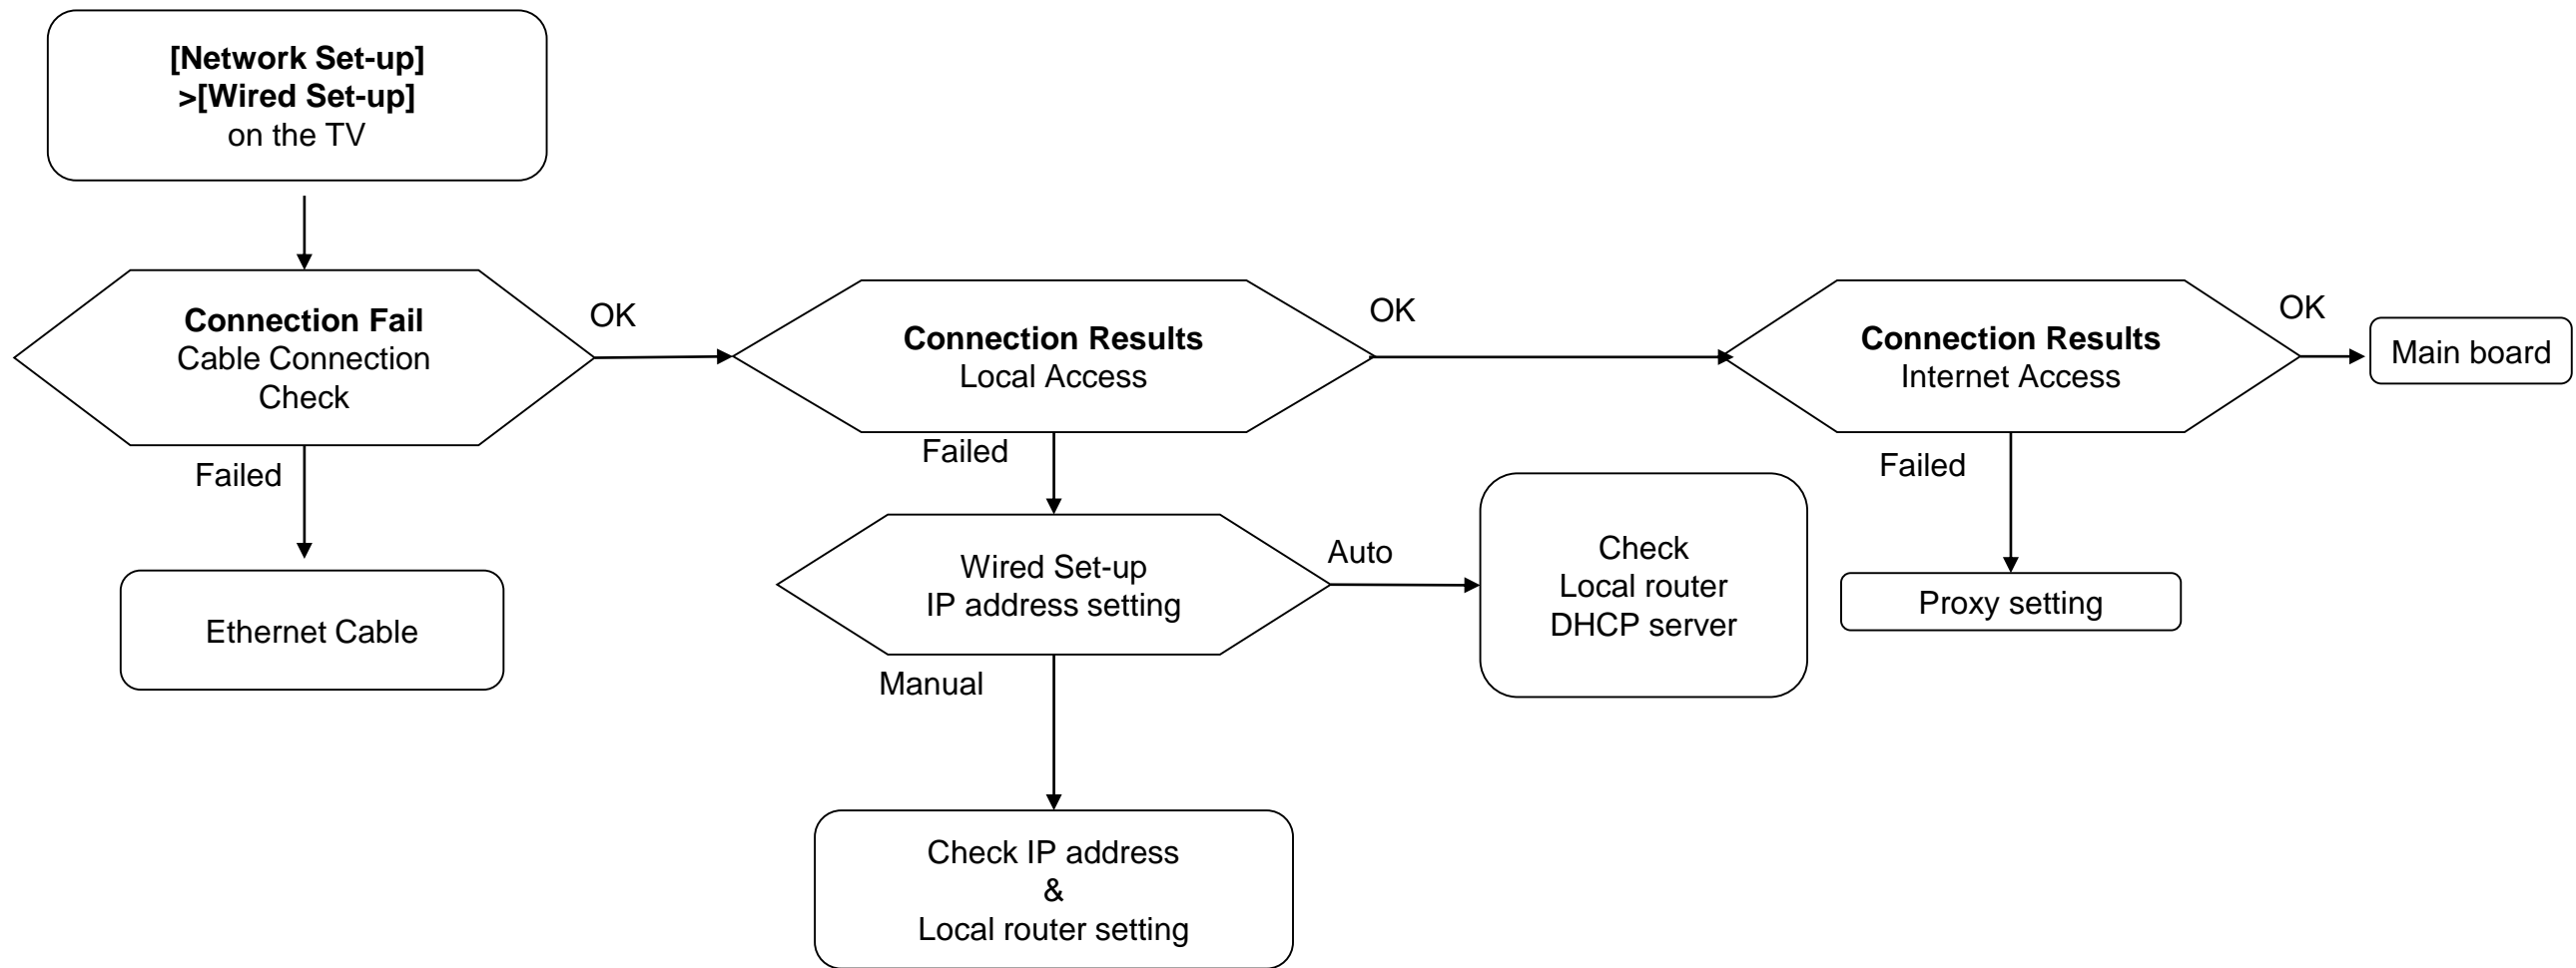 [Network Set-up]
>[Wired Set-up]
on the TV
Connection Fail
Cable Connection
Check
OK
Connection Results
Local Access
OK
Connection Results
Internet Access
OK
Main board
Failed
Ethernet Cable
Failed
Wired Set-up
IP address setting
Auto
Check
Local router
DHCP server
Failed
Proxy setting
Manual
Check IP address
&
Local router setting